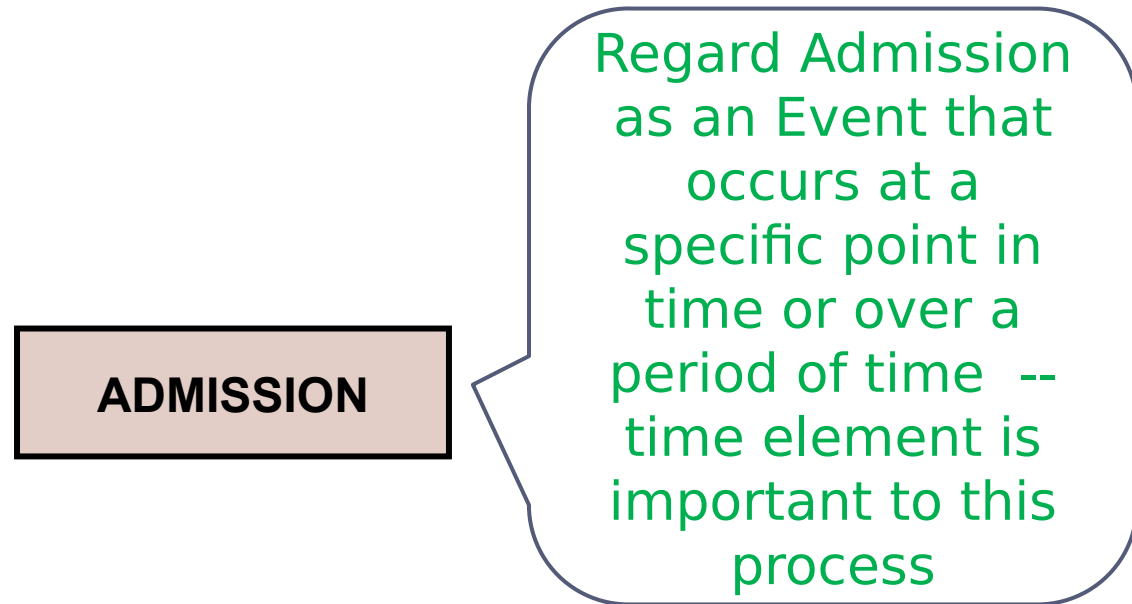 ADMISSION
Regard Admission
as an Event that
occurs at a
specific point in
time or over a
period of time  --
time element is
important to this
process